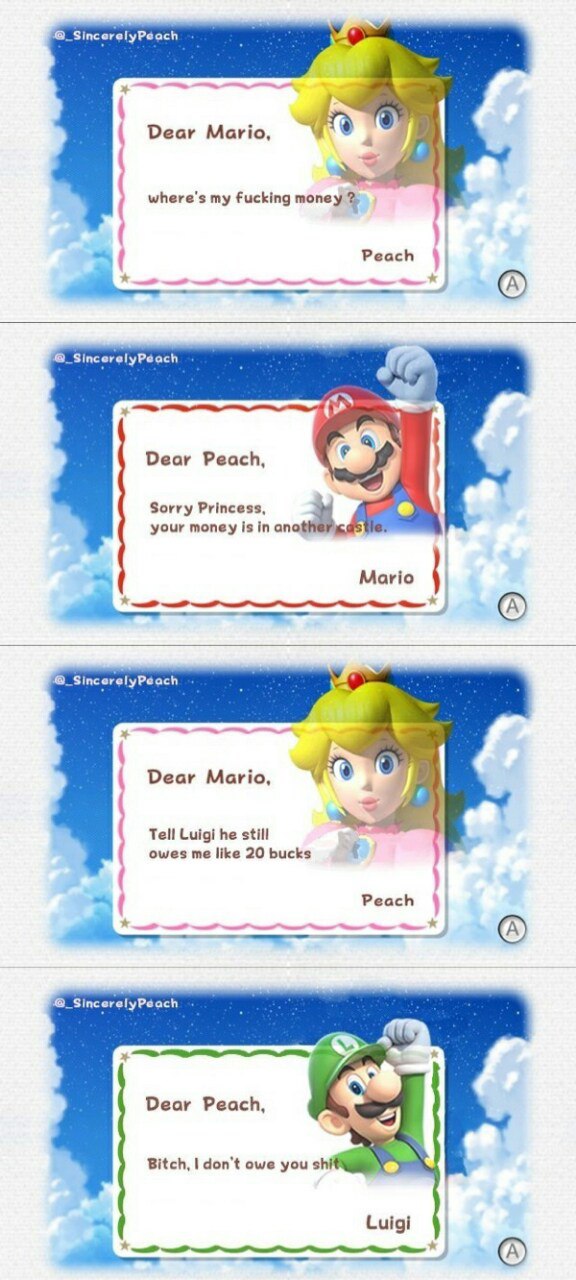 @_SincerelyPeach
Dear Mario,
where's my fucking money ?
Peach
A
@_SincerelyPeach
M
Dear Peach,
Sorry Princess,
your money is in another castle.
Mario
A
@_SincerelyPeach
Dear Mario,
Tell Luigi he still
owes me like 20 bucks
Peach
A
@_SincerelyPeach
L
Dear Peach,
Bitch, I don't owe you shit
Luigi
A